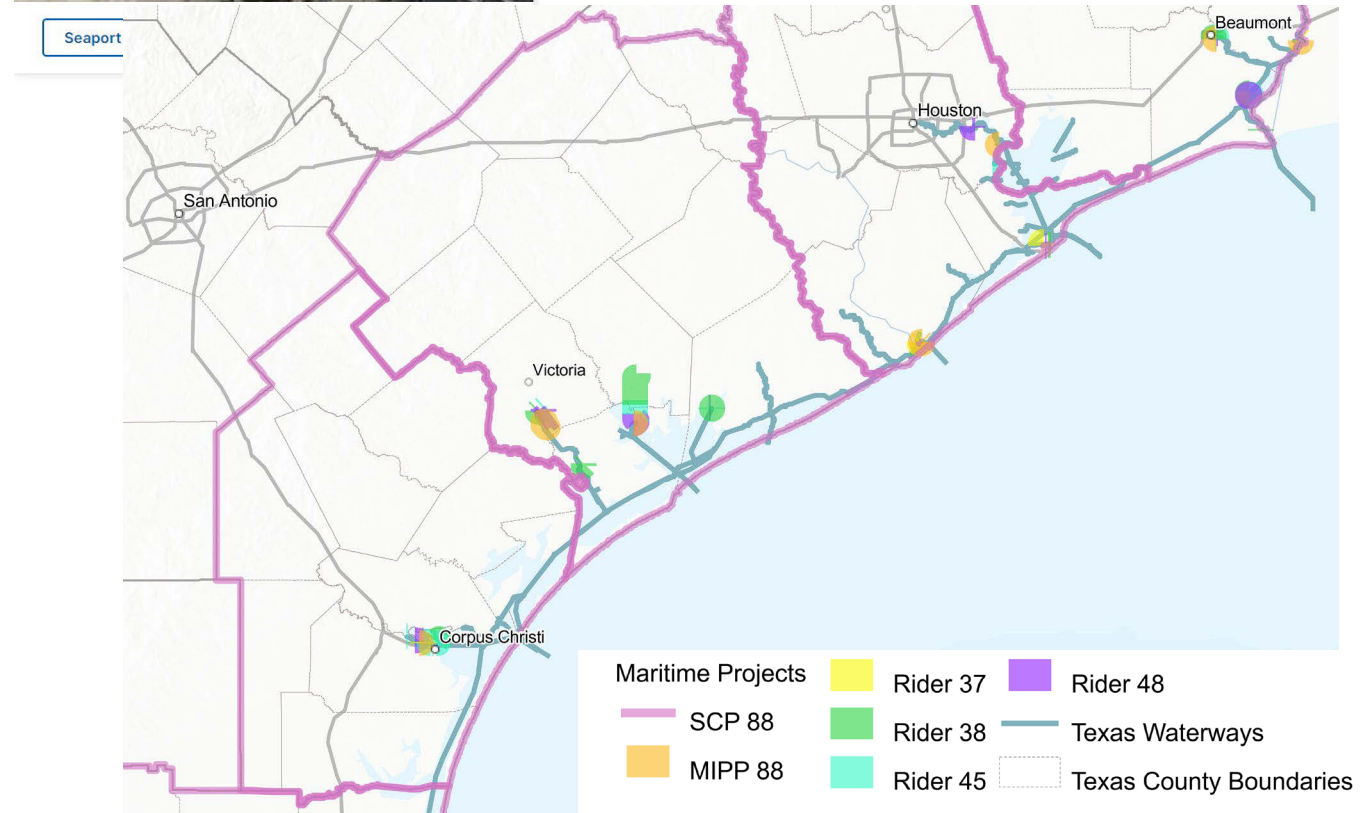 Seaport
Beaumont
Houston
San Antonio
Victoria
Corpus Christi
Maritime Projects
SCP 88
MIPP 88
Rider 37
Rider 38
Rider 45
Rider 48
Texas Waterways
Texas County Boundaries